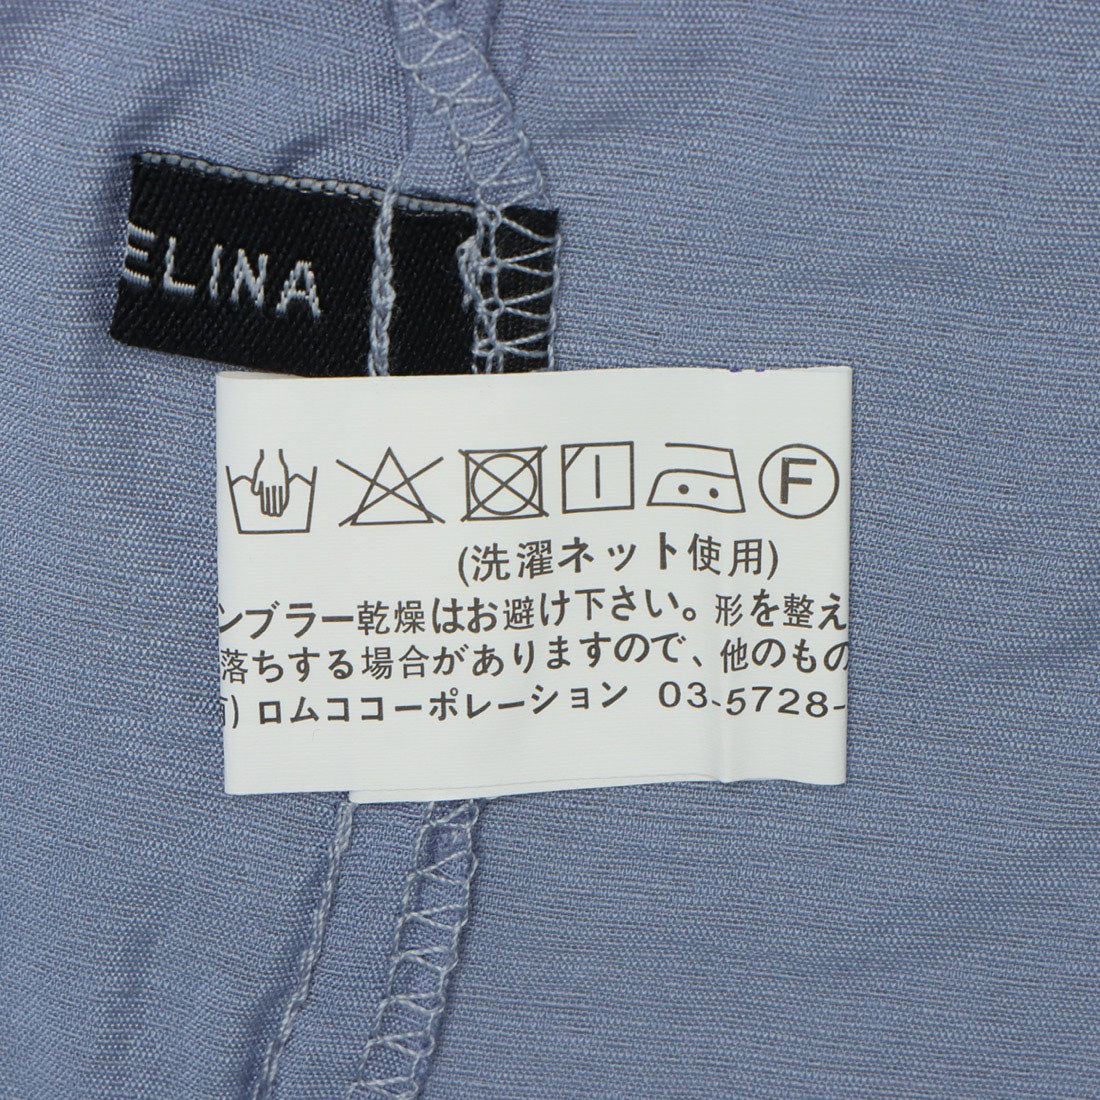 ELINA
F
(洗濯ネット使用)
ンブラー乾燥はお避け下さい。形を整え
落ちする場合がありますので、他のもの
) ロムココーポレーション 03-5728-